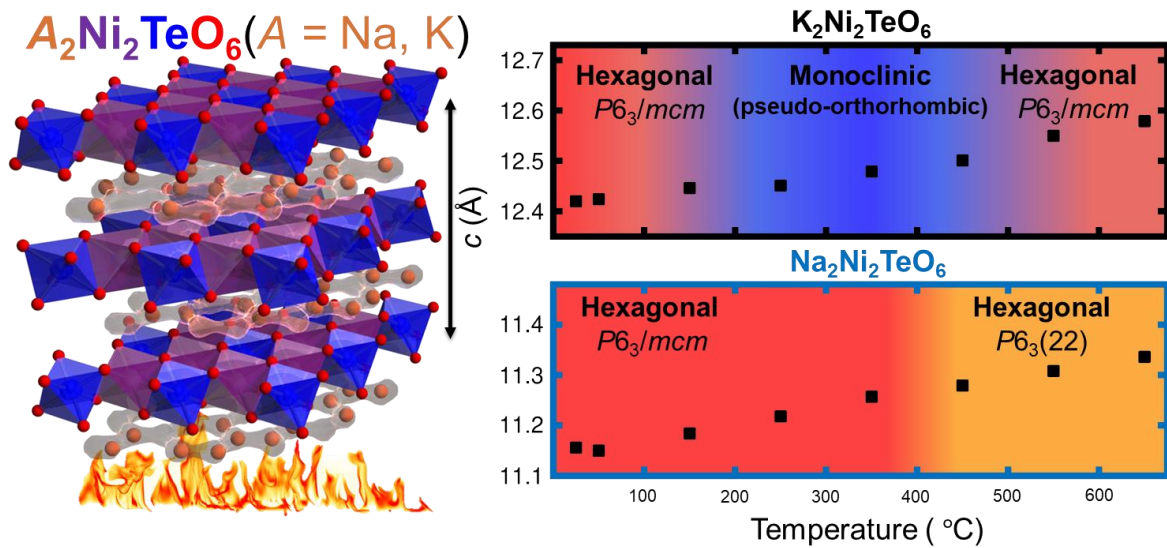 A₂Ni₂TeO₆(A = Na, K)
c (Å)
K₂Ni₂TeO₆
12.7
12.6
12.5
12.4
Hexagonal
P6₃/mcm
Monoclinic
(pseudo-orthorhombic)
Hexagonal
P6₃/mcm
Na₂Ni₂TeO₆
11.4
11.3
11.2
11.1
Hexagonal
P6₃/mcm
Hexagonal
P6₃(22)
100 200 300 400 500 600
Temperature ( °C)